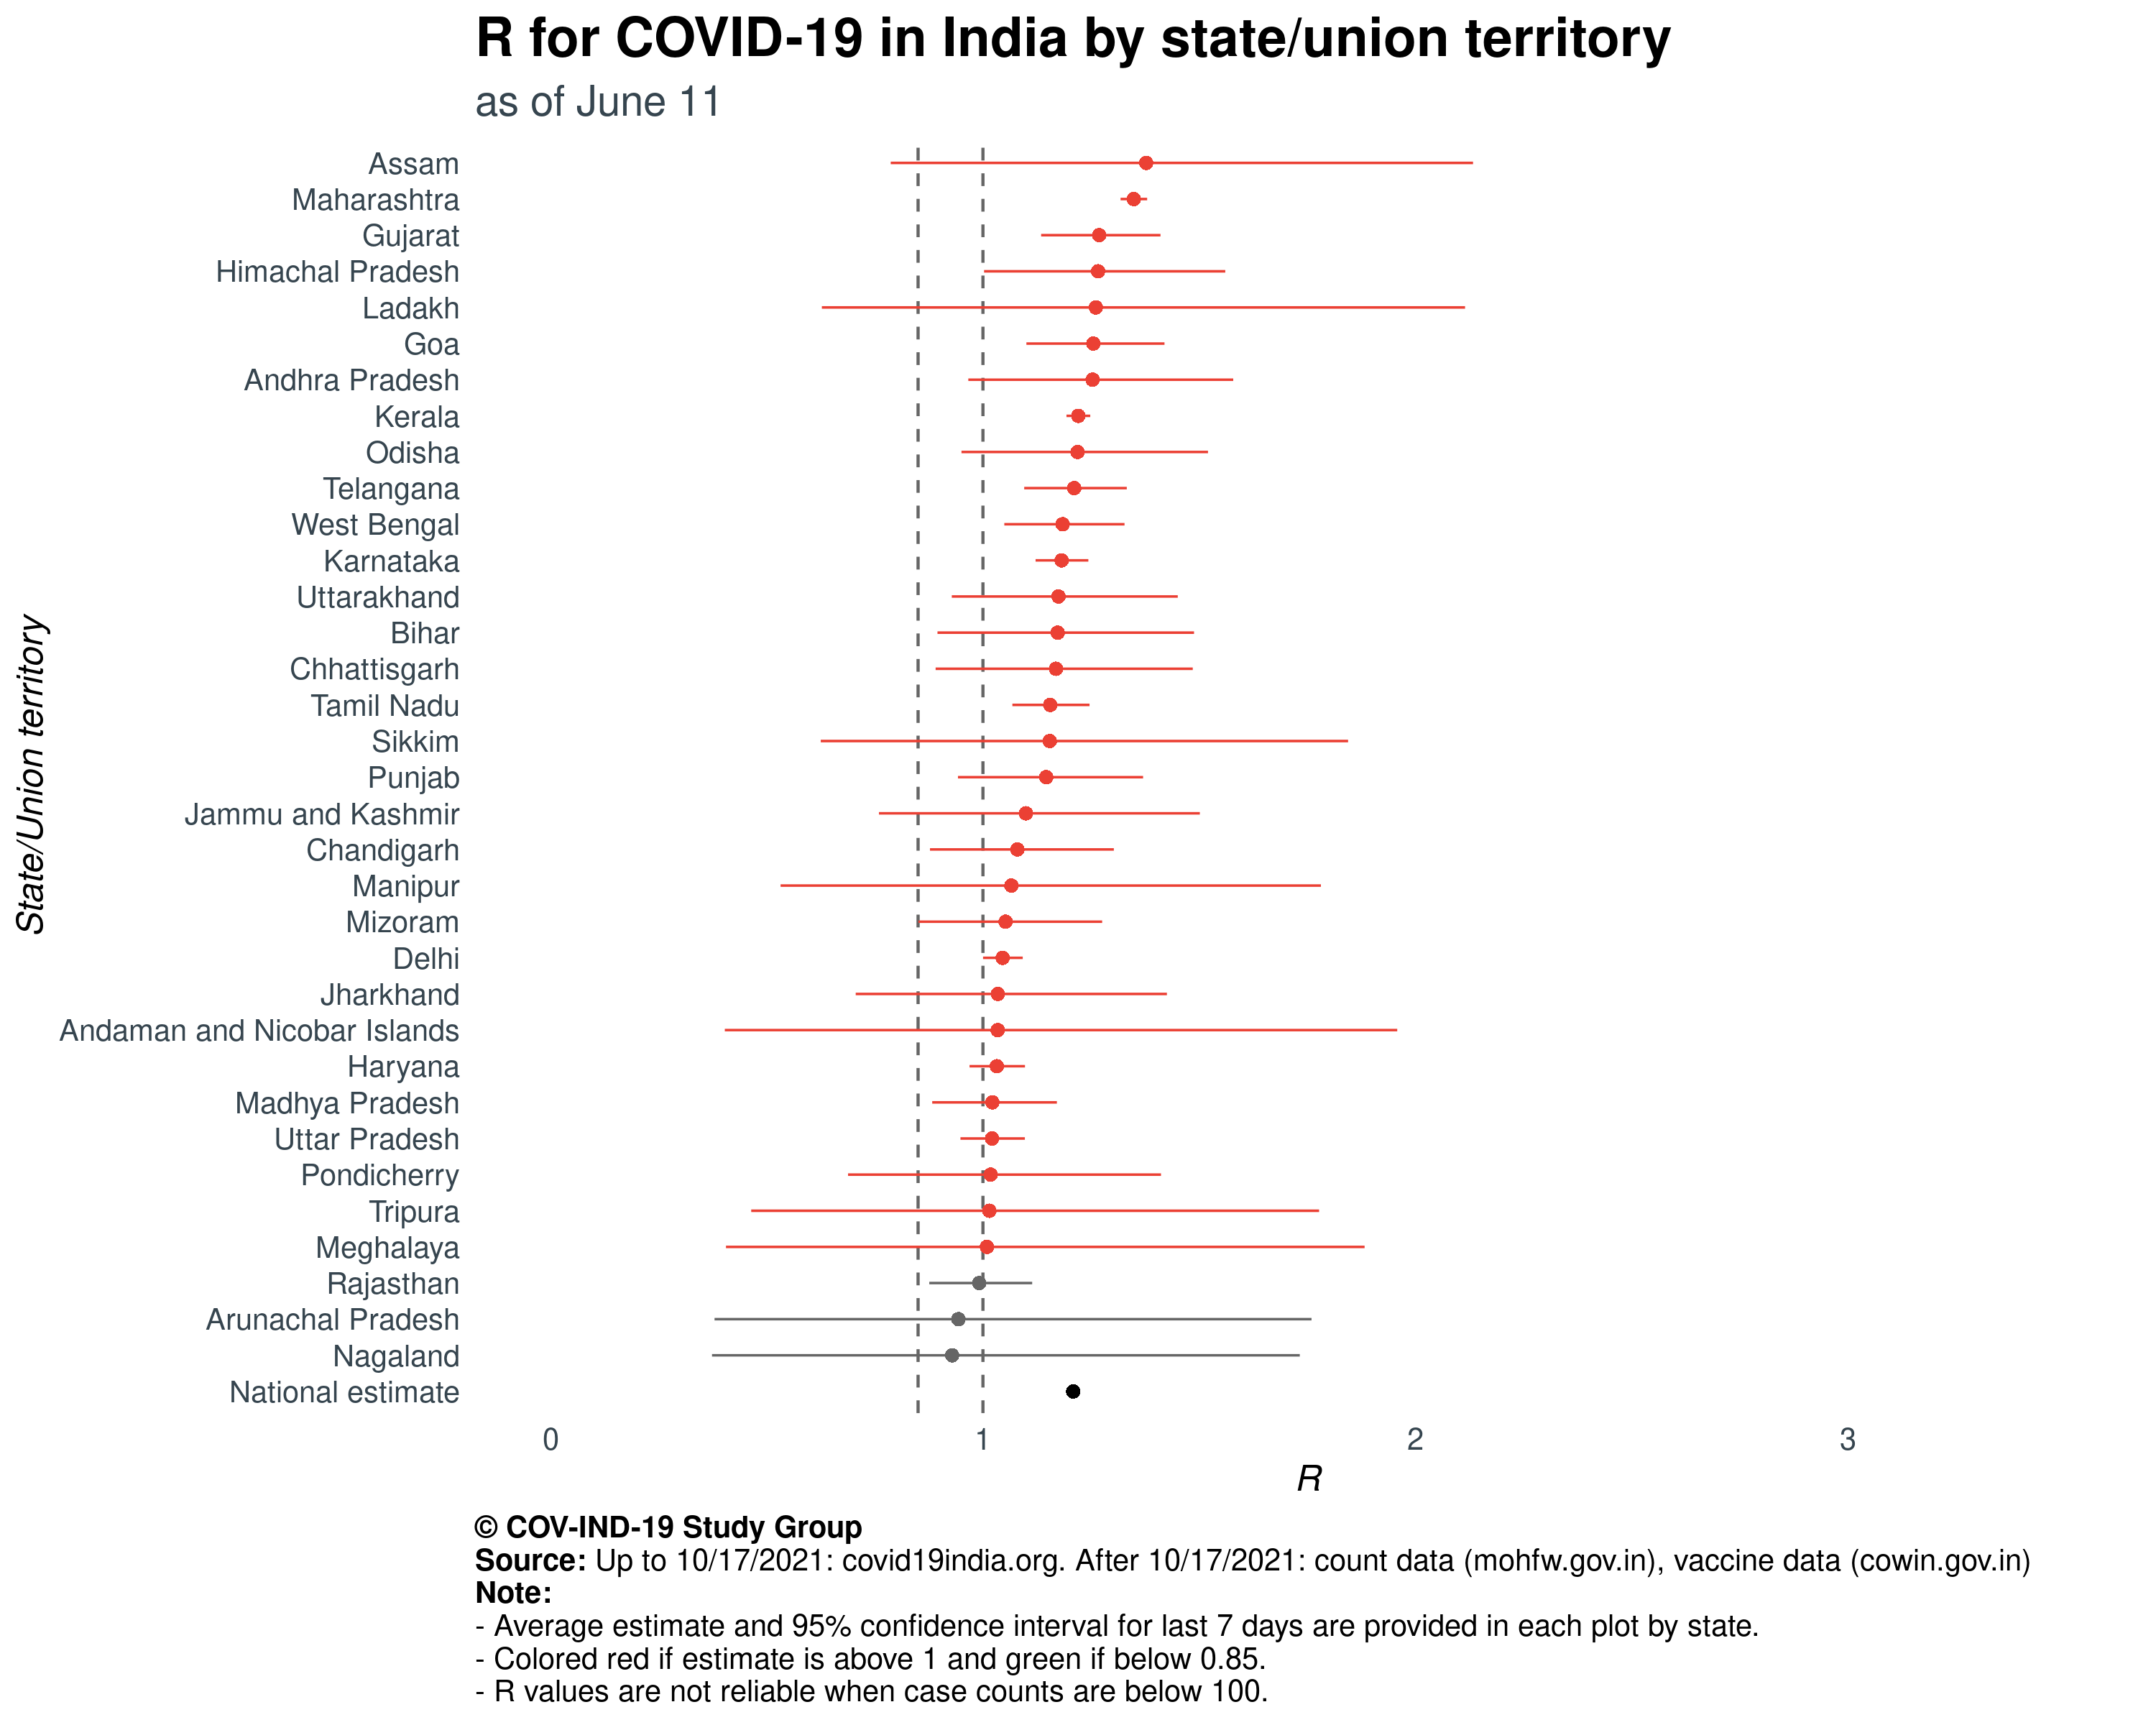 R for COVID-19 in India by state/union territory
as of June 11
State/Union territory
Assam
Maharashtra
Gujarat
Himachal Pradesh
Ladakh
Goa
Andhra Pradesh
Kerala
Odisha
Telangana
West Bengal
Karnataka
Uttarakhand
Bihar
Chhattisgarh
Tamil Nadu
Sikkim
Punjab
Jammu and Kashmir
Chandigarh
Manipur
Mizoram
Delhi
Jharkhand
Andaman and Nicobar Islands
Haryana
Madhya Pradesh
Uttar Pradesh
Pondicherry
Tripura
Meghalaya
Rajasthan
Arunachal Pradesh
Nagaland
National estimate
0 1 2 3
R
© COV-IND-19 Study Group
Source: Up to 10/17/2021: covid19india.org. After 10/17/2021: count data (mohfw.gov.in), vaccine data (cowin.gov.in)
Note:
- Average estimate and 95% confidence interval for last 7 days are provided in each plot by state.
- Colored red if estimate is above 1 and green if below 0.85.
- R values are not reliable when case counts are below 100.